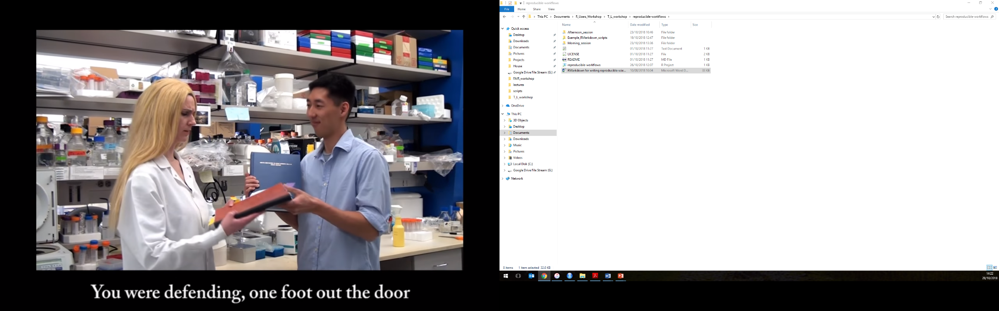 You were defending, one foot out the door
reproducible-workflows
File Home Share View
This PC Documents R_Users_Workshop T_L_workshop reproducible-workflows
Search reproducible-workflows
Name Date modified Type Size
Quick access
Desktop
Downloads
Documents
Pictures
Projects
House
Google Drive File Stream (G:)
FAIR_workshop
lectures
scripts
T_L_workshop
OneDrive
This PC
3D Objects
Desktop
Documents
Downloads
Music
Pictures
Videos
Local Disk (C:)
Google Drive File Stream (G:)
Network
Afternoon_session 23/10/2018 10:46 File folder
Example_RMarkdown_scripts 19/10/2018 12:47 File folder
Morning_session 23/10/2018 13:36 File folder
01/10/2018 11:27 Text Document 1 KB
LICENSE 01/10/2018 11:27 File 2 KB
README 01/10/2018 11:27 MD File 1 KB
reproducible-workflows 26/10/2018 12:07 R Project 1 KB
RMarkdown for writing reproducible scie... 10/08/2018 10:04 Microsoft Word D... 33 KB
8 items 1 item selected 32.0 KB
14:22
28/10/2018